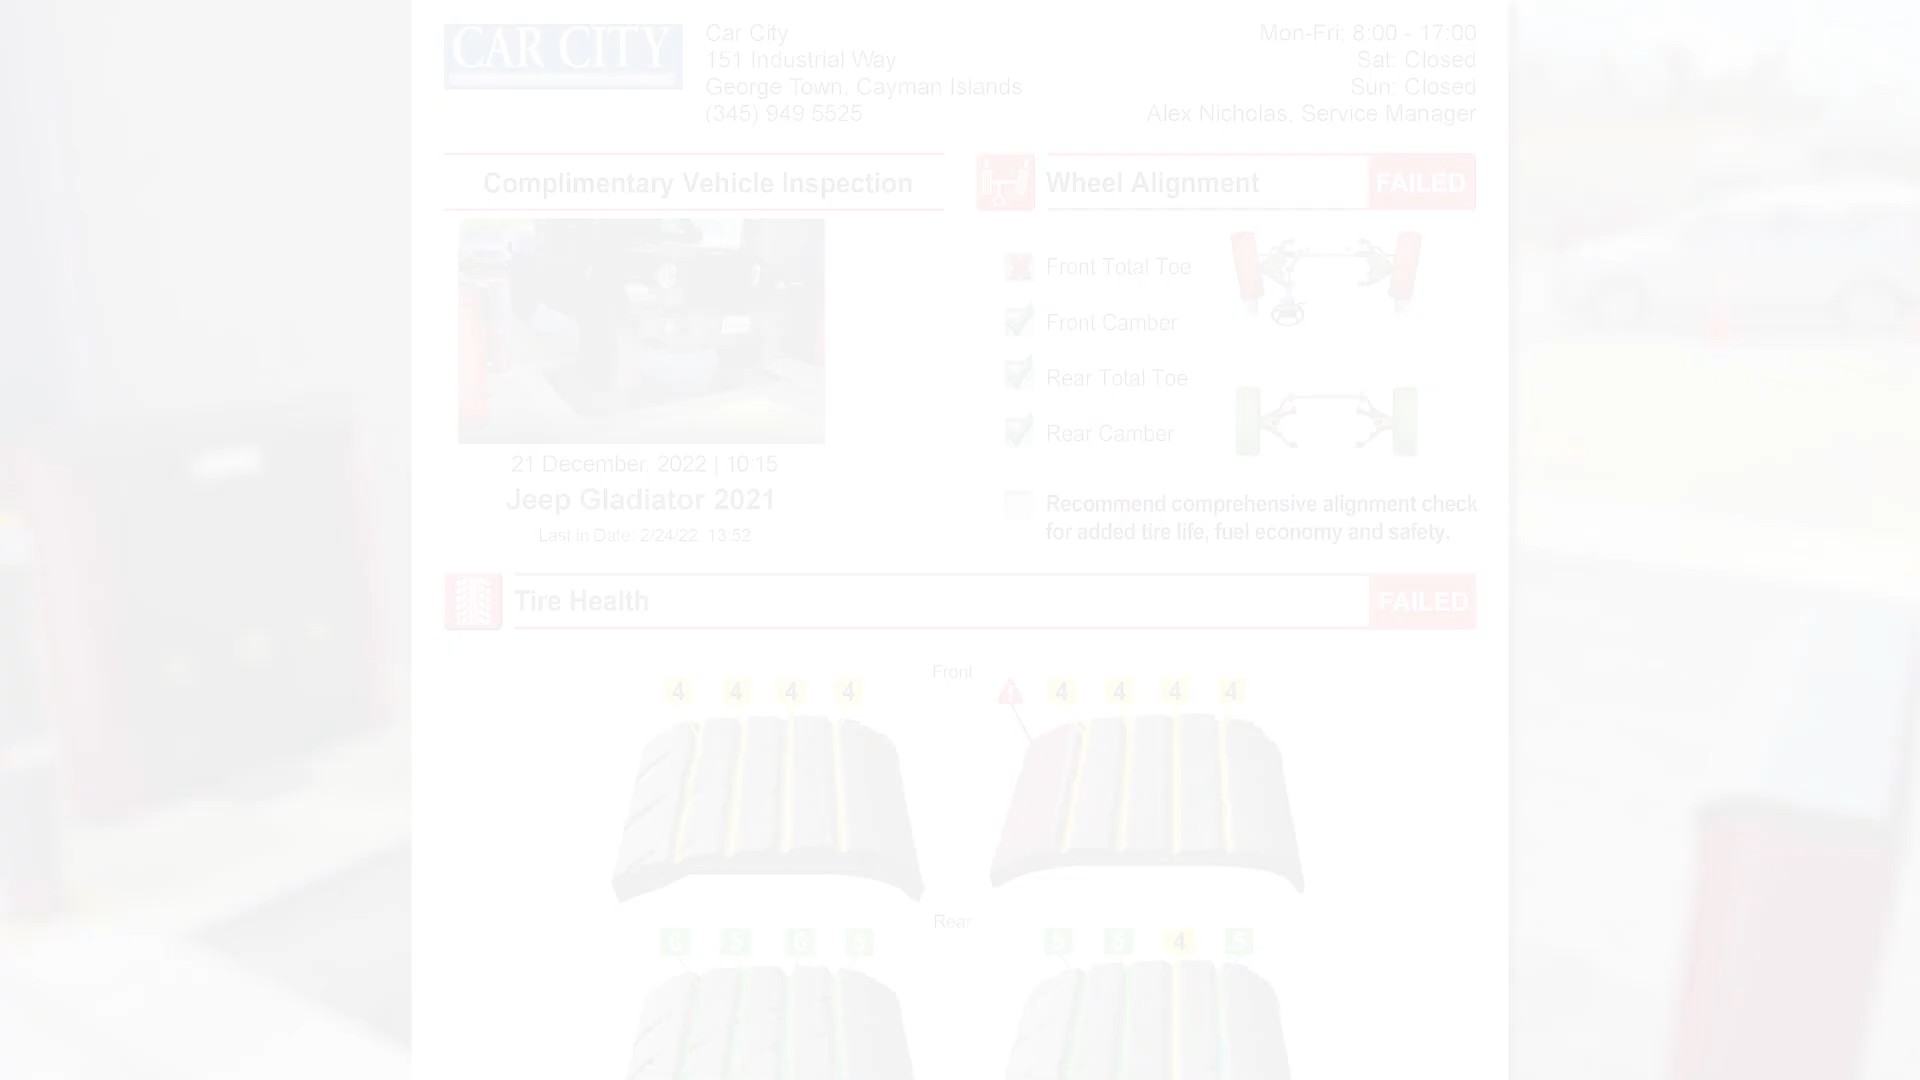 CAR CITY
Car City
151 Industrial Way
George Town, Cayman Islands
(345) 949 5525
Mon-Fri: 8:00 - 17:00
Sat: Closed
Sun: Closed
Alex Nicholas, Service Manager
Complimentary Vehicle Inspection
21 December, 2022 | 10:15
Jeep Gladiator 2021
Last in Date: 2/24/22 13:52
Wheel Alignment FAILED
Front Total Toe
Front Camber
Rear Total Toe
Rear Camber
Recommend comprehensive alignment check
for added tire life, fuel economy and safety.
Tire Health FAILED
Front
4 4 4 4 4 4 4 4
Rear
5 6 4 5